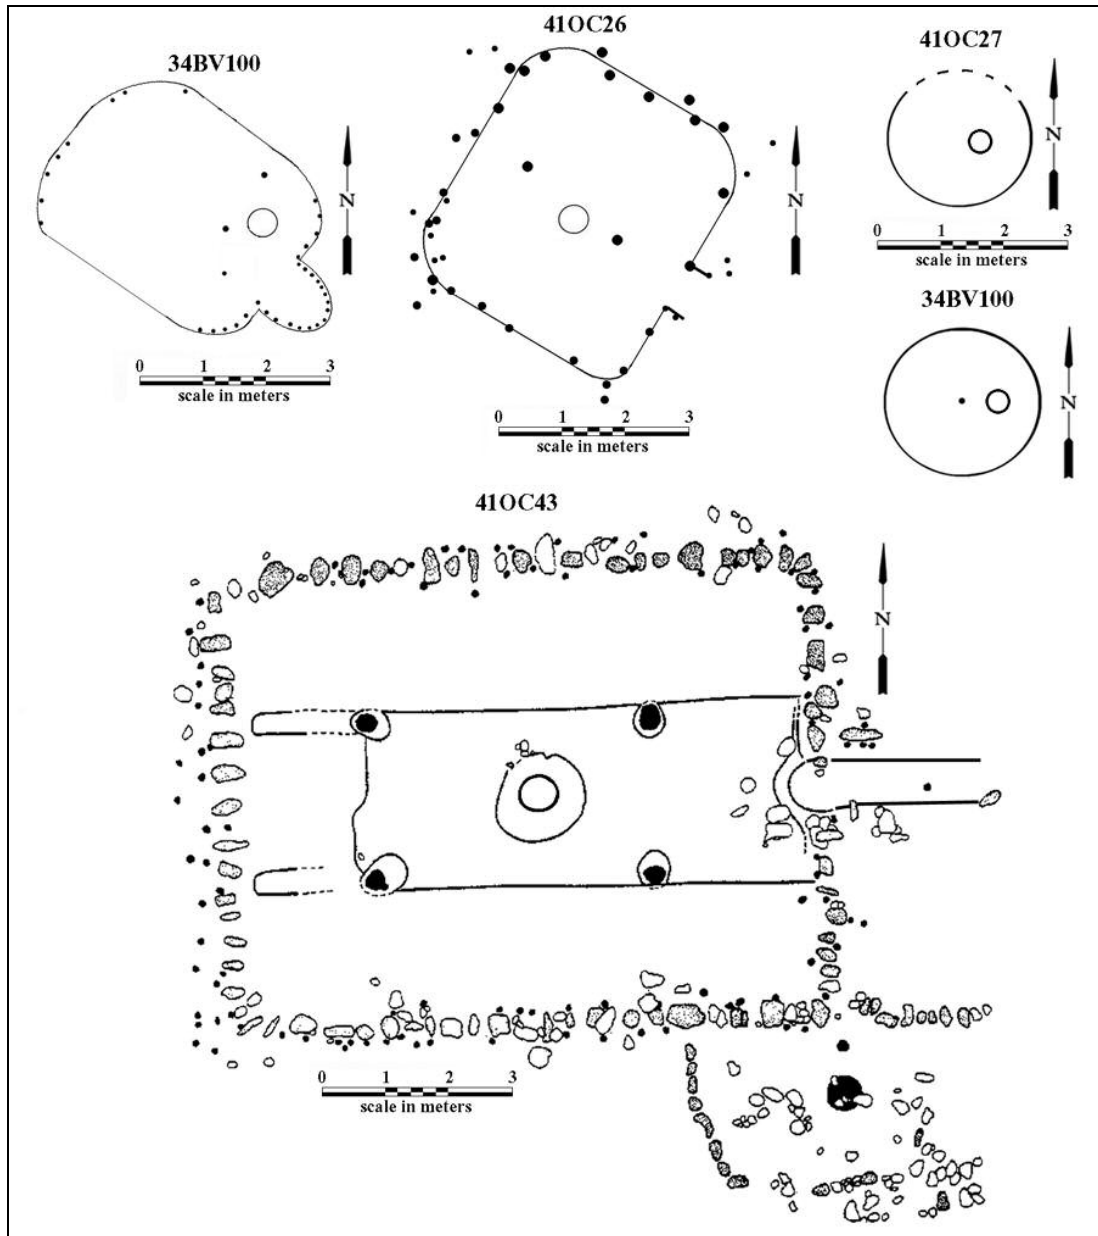 34BV100
N
0 1 2 3
scale in meters
41OC26
N
0 1 2 3
scale in meters
41OC27
N
0 1 2 3
scale in meters
34BV100
N
41OC43
N
0 1 2 3
scale in meters